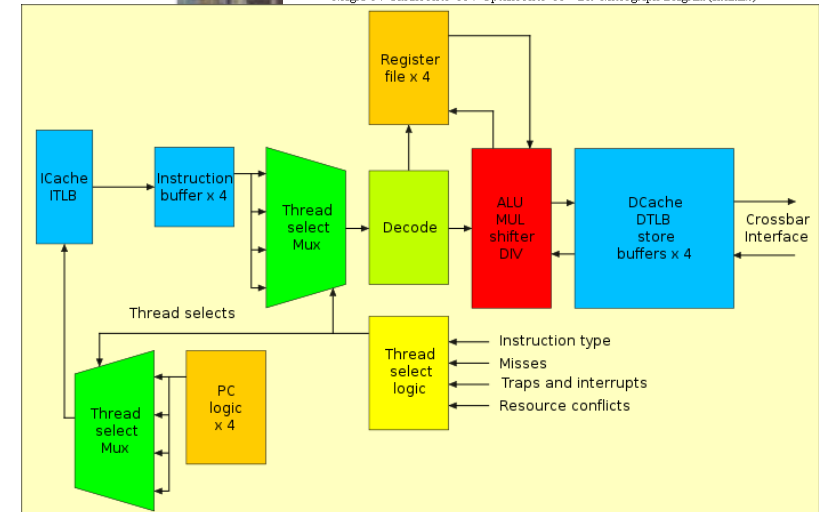 Register
file x 4
ICache
ITLB
Instruction
buffer x 4
Thread
select
Mux
Decode
ALU
MUL
shifter
DIV
DCache
DTLB
store
buffers x 4
Crossbar
Interface
Thread selects
Thread
select
logic
Instruction type
Misses
Traps and interrupts
Resource conflicts
Thread
select
Mux
PC
logic
x 4